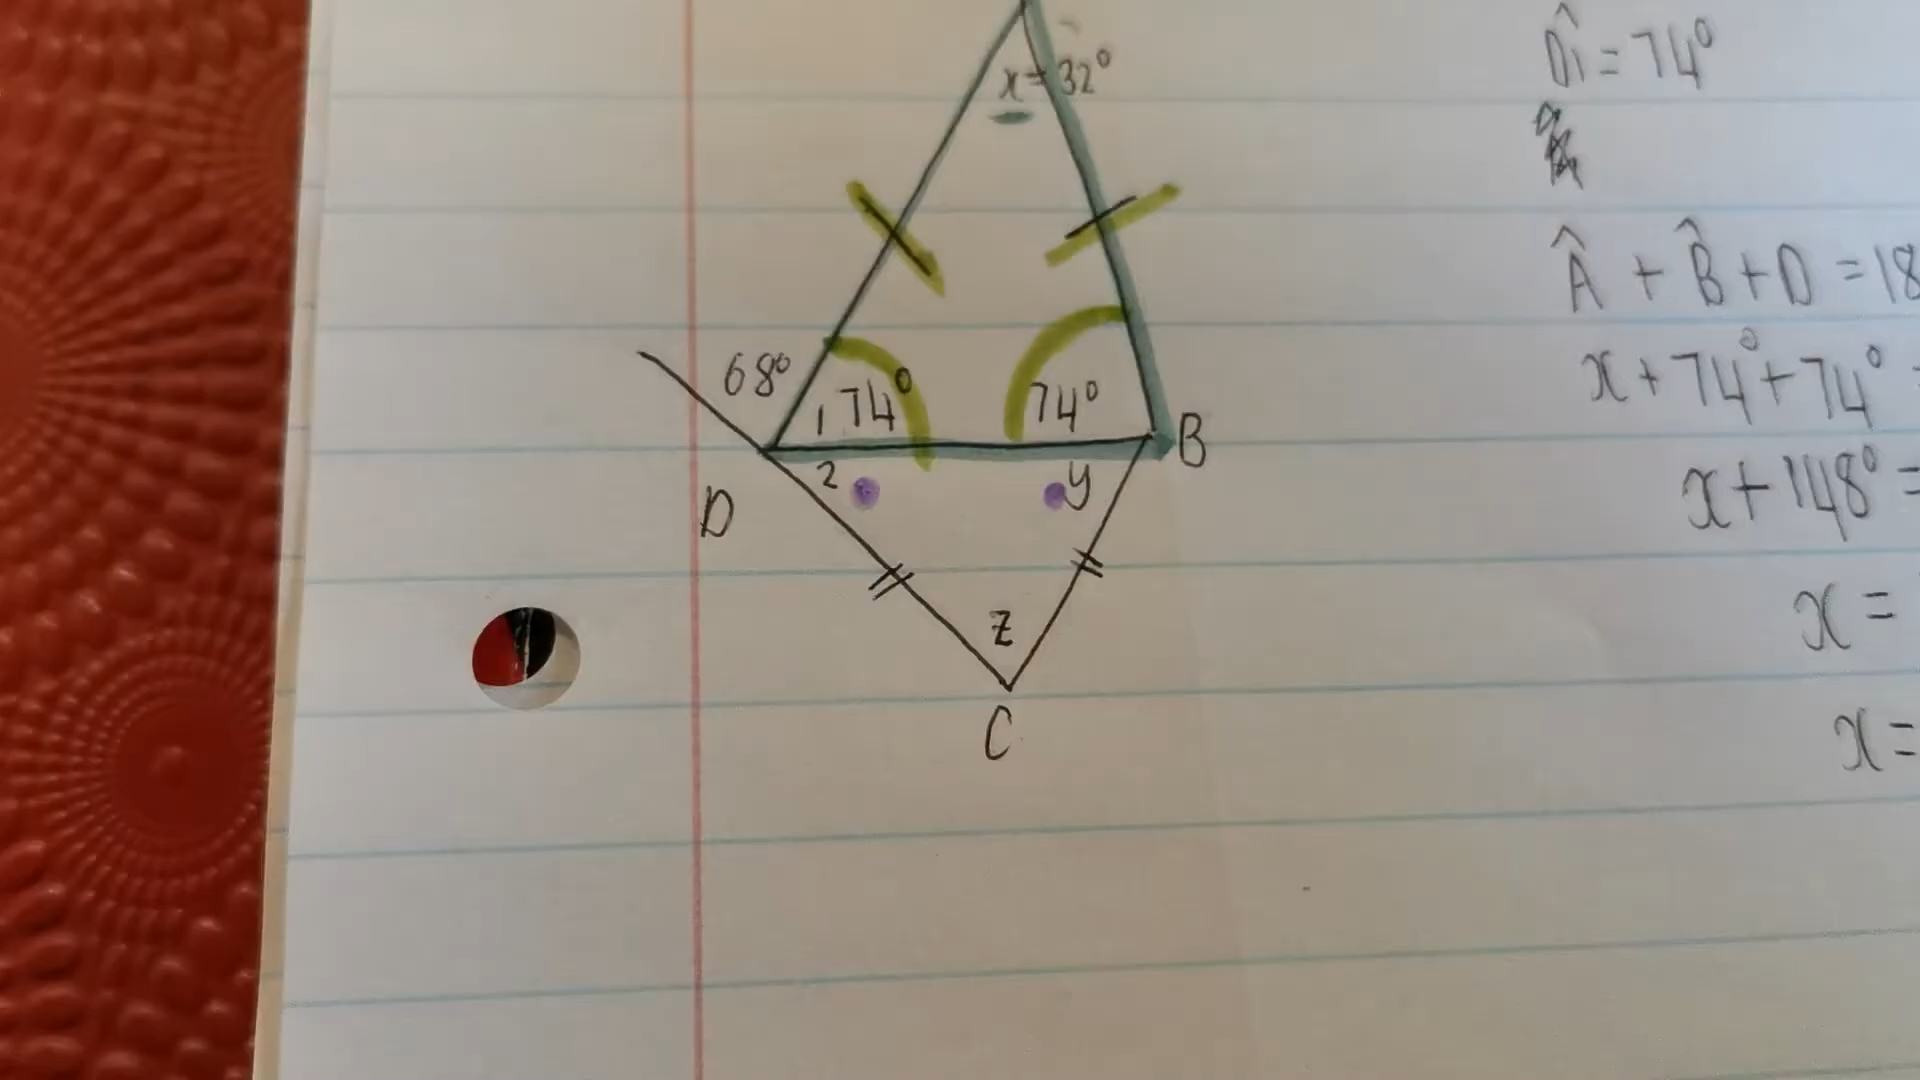 x = 32°
68°
1 74°
74°
B
2
y
D
z
C
D̂1 = 74°
Â + B̂ + D = 18
x + 74° + 74° =
x + 148° =
x =
x =